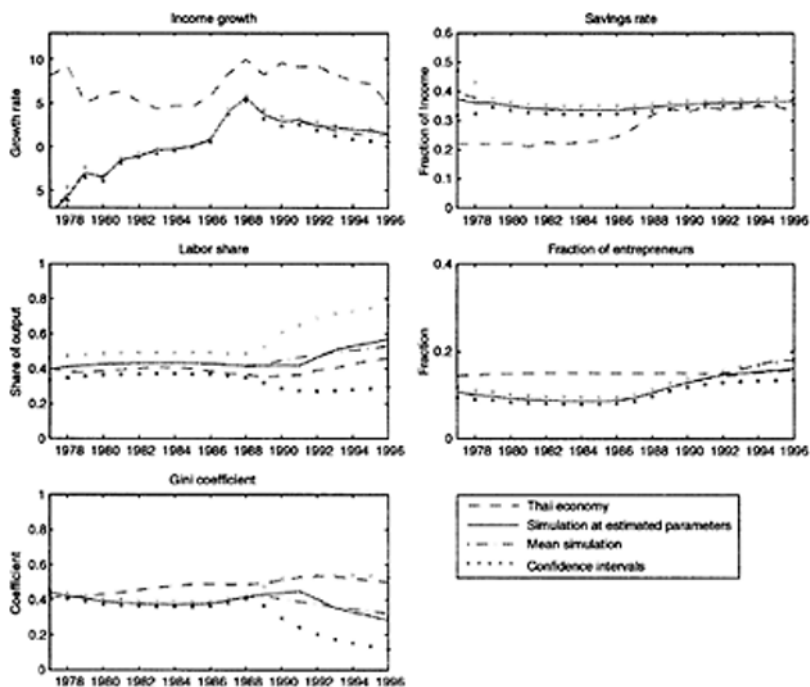 Income growth
Growth rate
10
5
0
5
1978 1980 1982 1984 1986 1988 1990 1992 1994 1996
Savings rate
Fraction of Income
0.6
0.5
0.4
0.3
0.2
0.1
0
1978 1980 1982 1984 1986 1988 1990 1992 1994 1996
Labor share
Share of output
1
0.8
0.6
0.4
0.2
0
1978 1980 1982 1984 1986 1988 1990 1992 1994 1996
Fraction of entrepreneurs
Fraction
0.4
0.2
0
1978 1980 1982 1984 1986 1988 1990 1992 1994 1996
Gini coefficient
Coefficient
1
0.8
0.6
0.4
0.2
0
1978 1980 1982 1984 1986 1988 1990 1992 1994 1996
Thai economy
Simulation at estimated parameters
Mean simulation
Confidence intervals